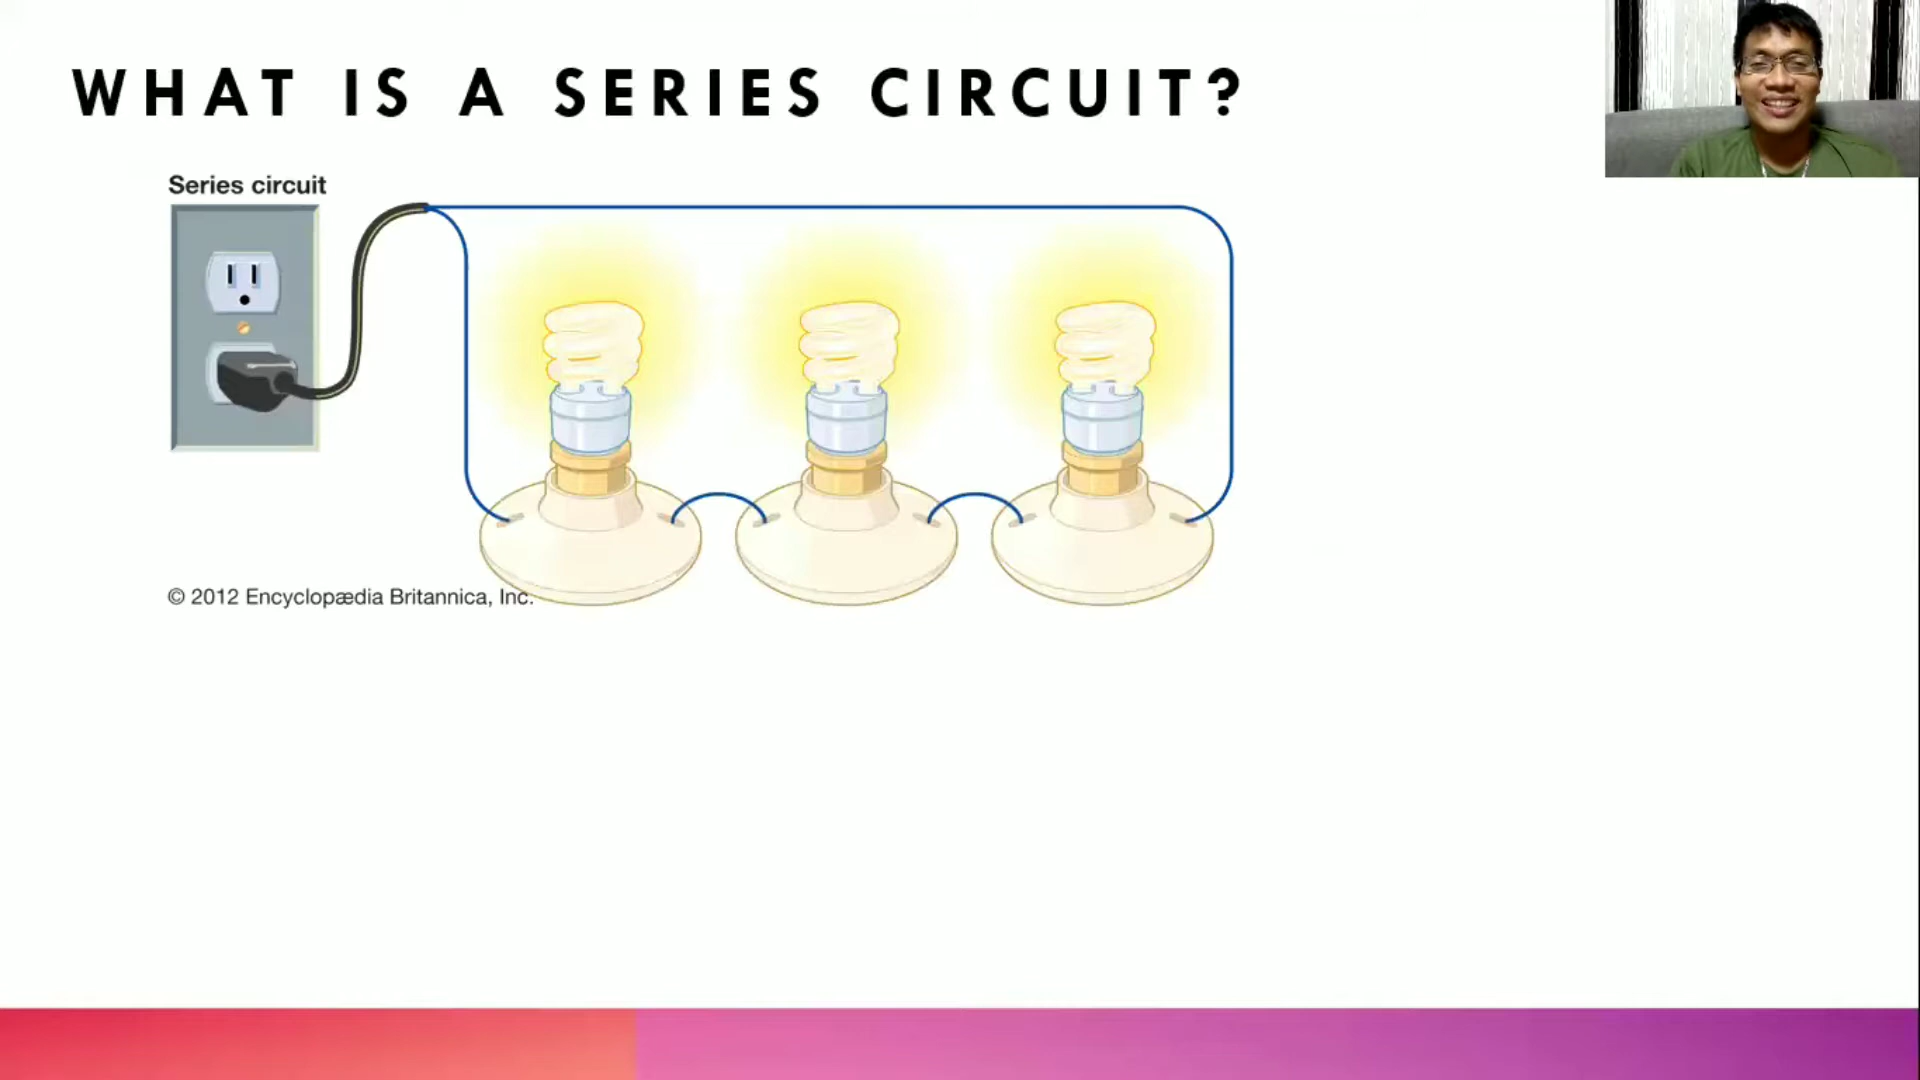 WHAT IS A SERIES CIRCUIT?
Series circuit
© 2012 Encyclopædia Britannica, Inc.